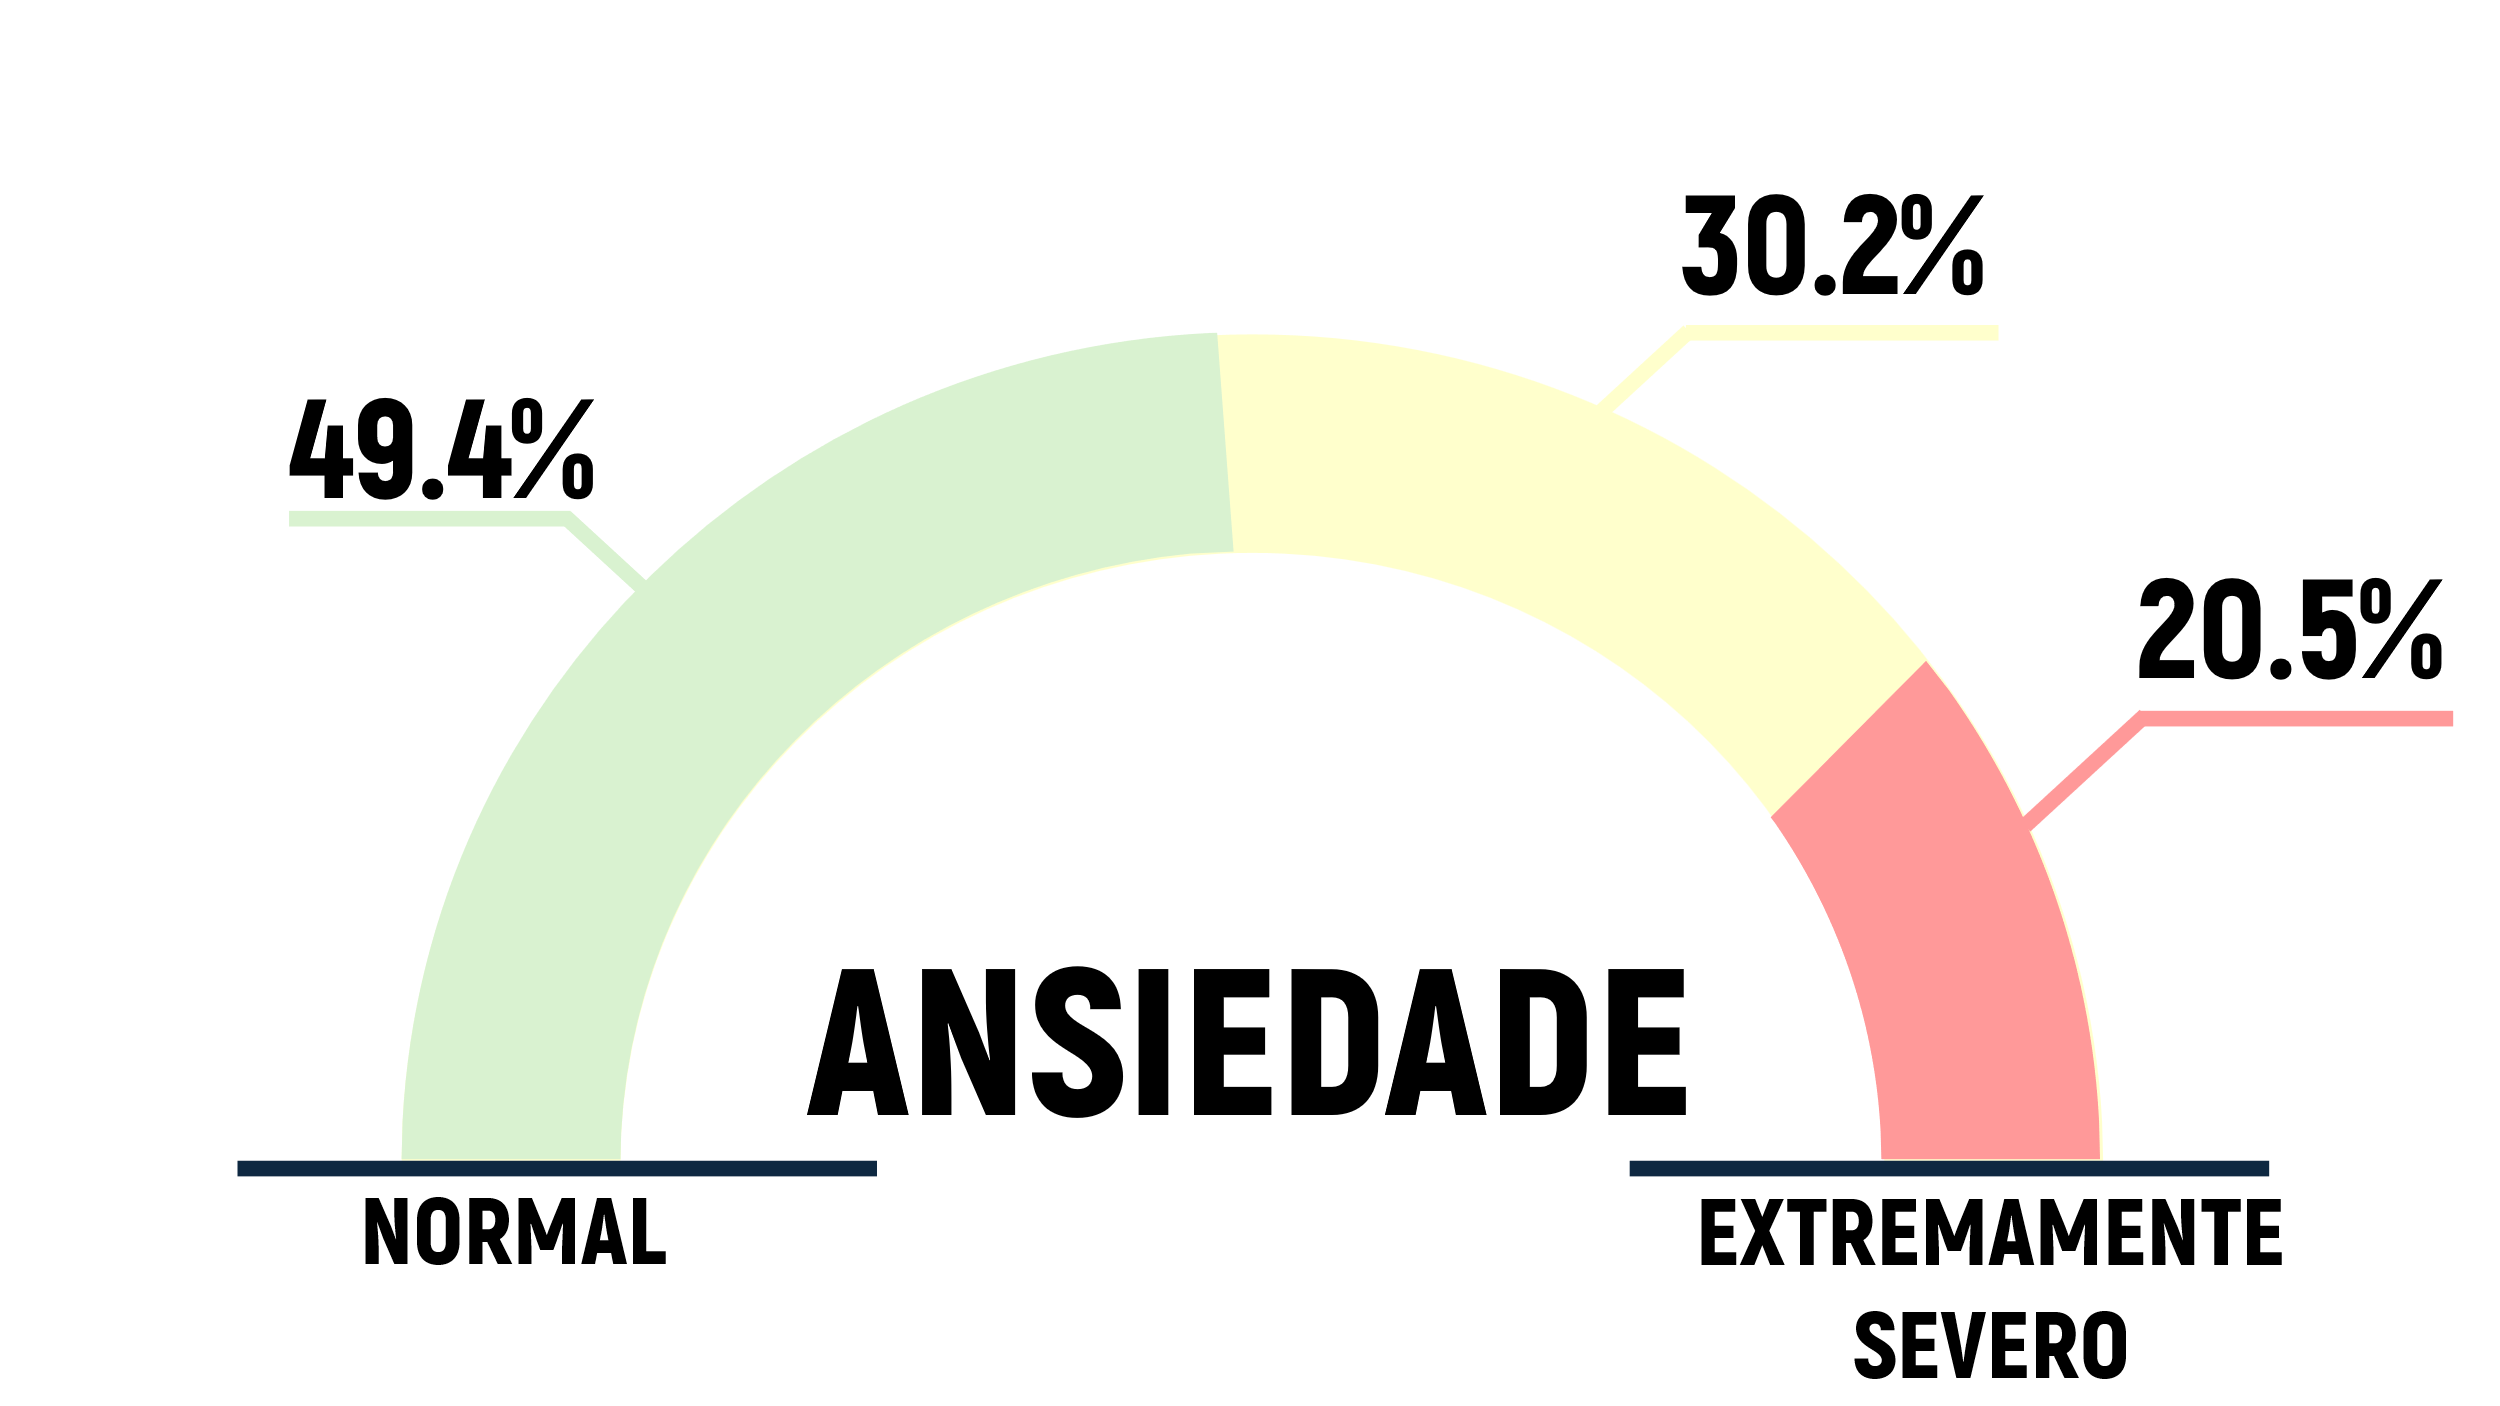 30.2%
49.4%
20.5%
ANSIEDADE
NORMAL
EXTREMAMENTE
SEVERO